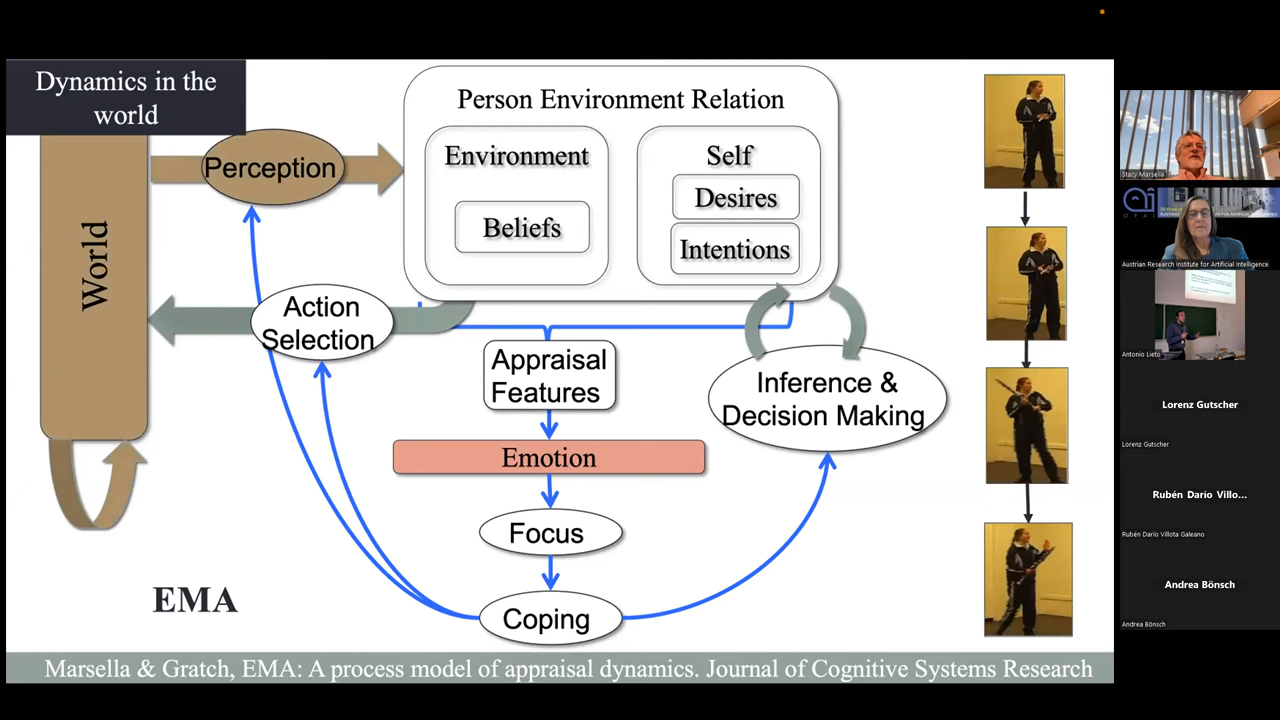 Dynamics in the
world
World
Perception
Person Environment Relation
Environment
Beliefs
Self
Desires
Intentions
Action
Selection
Appraisal
Features
Inference &
Decision Making
Emotion
Focus
Coping
EMA
Marsella & Gratch, EMA: A process model of appraisal dynamics. Journal of Cognitive Systems Research
Stacy Marsella
Austrian Research Institute for Artificial Intelligence
Antonio Lieto
Lorenz Gutscher
Lorenz Gutscher
Rubén Darío Villo...
Rubén Darío Villota Galeano
Andrea Bönsch
Andrea Bönsch